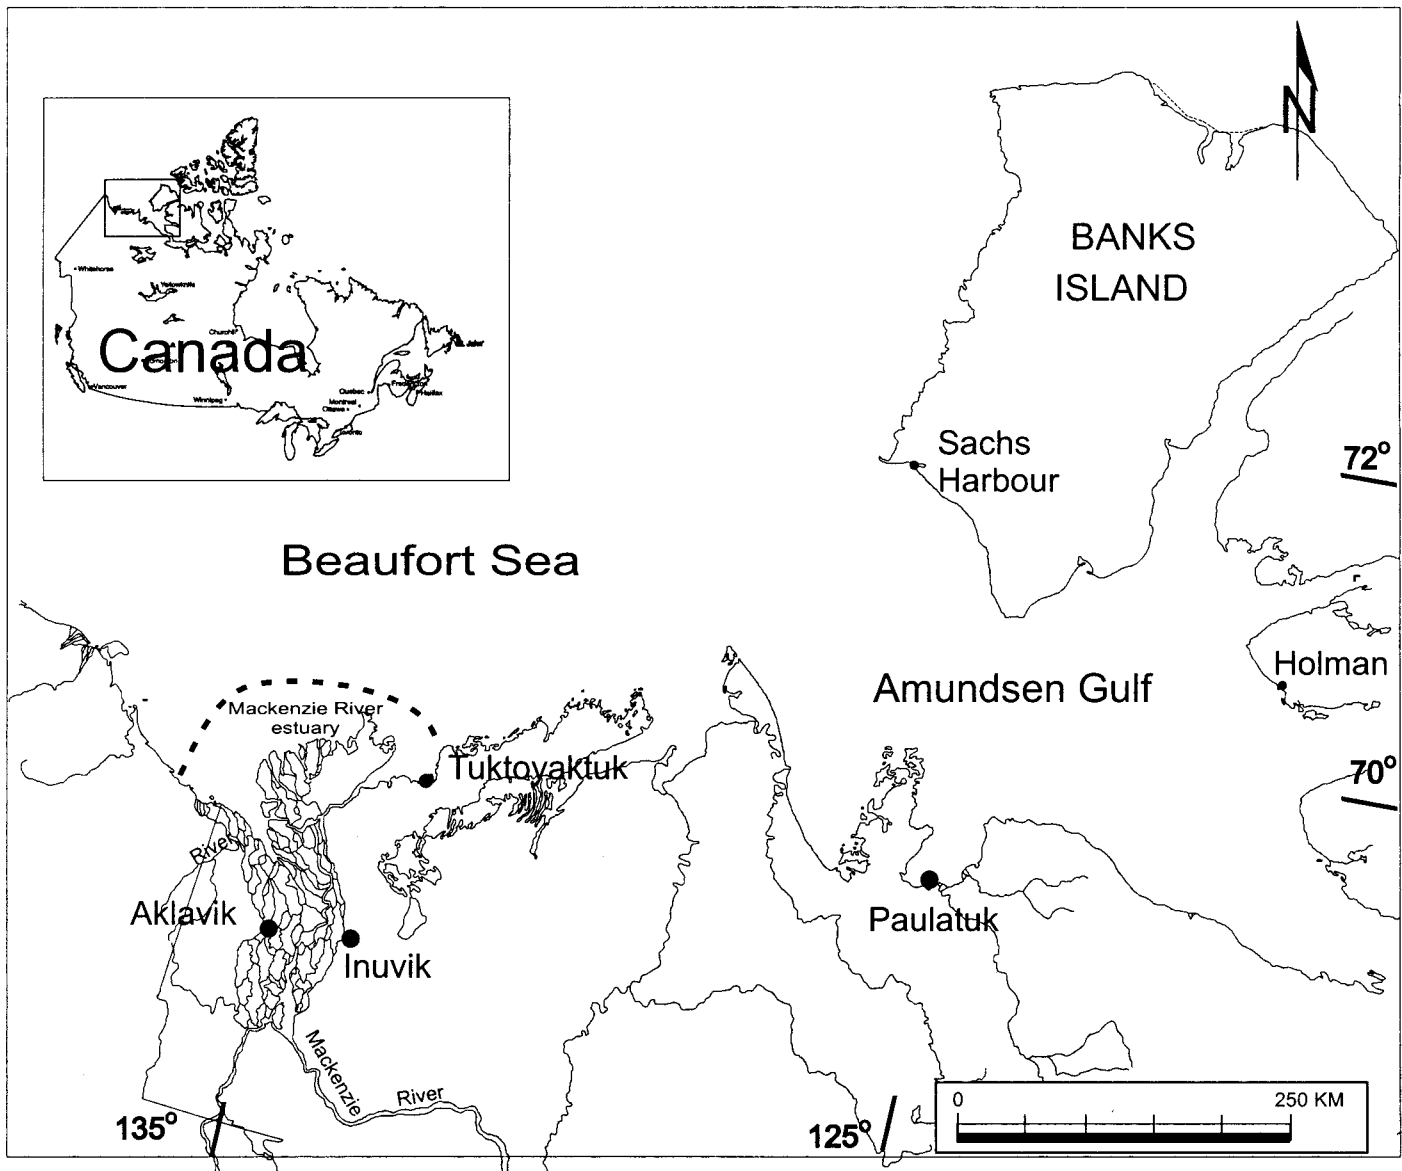 N
BANKS
ISLAND
Whitehorse
Yellowknife
Churchill
Canada
Vancouver
Winnipeg
Quebec
Montreal
Ottawa
Halifax
Sachs
Harbour
72°
Beaufort Sea
Holman
Amundsen Gulf
Mackenzie River
estuary
Tuktoyaktuk
70°
River
Aklavik
Inuvik
Paulatuk
Mackenzie
River
135°
125°
0
250 KM